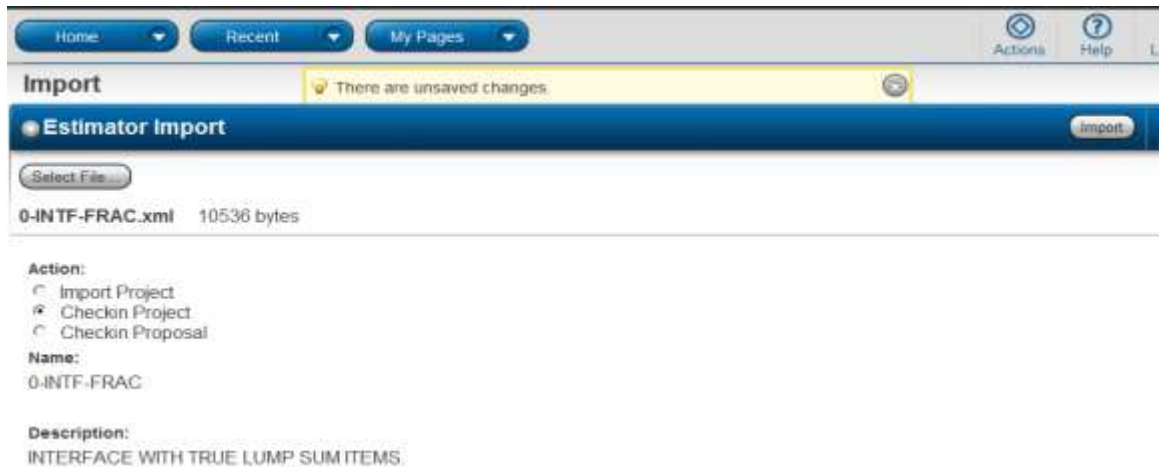 Home Recent My Pages
Actions Help L
Import There are unsaved changes
Estimator Import Import
Select File...
0-INTF-FRAC.xml 10536 bytes
Action:
Import Project
Checkin Project
Checkin Proposal
Name:
0-INTF-FRAC
Description:
INTERFACE WITH TRUE LUMP SUM ITEMS.